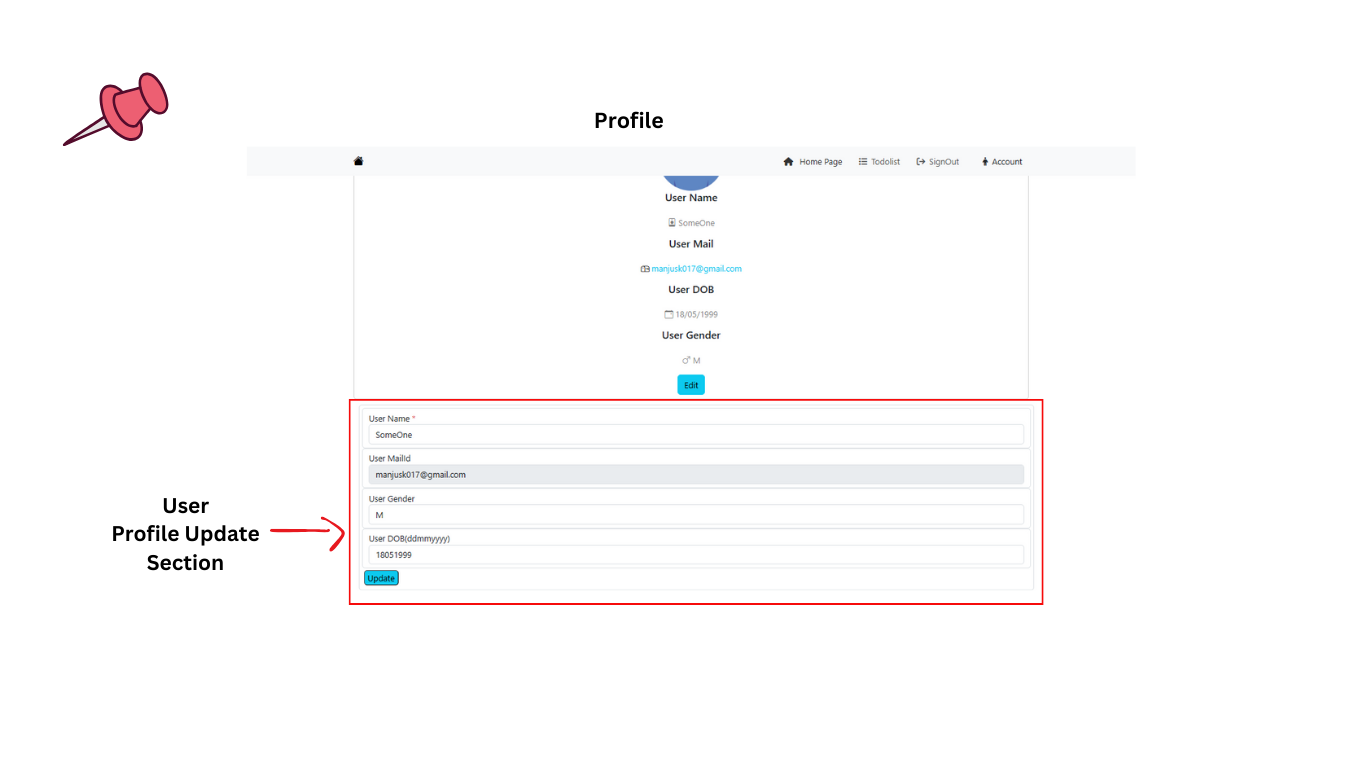 Profile
Home Page Todolist SignOut Account
User Name
SomeOne
User Mail
manjusk017@gmail.com
User DOB
18/05/1999
User Gender
M
Edit
User Name *
SomeOne
User MailId
manjusk017@gmail.com
User Gender
M
User DOB(ddmmyyyy)
18051999
Update
User
Profile Update
Section